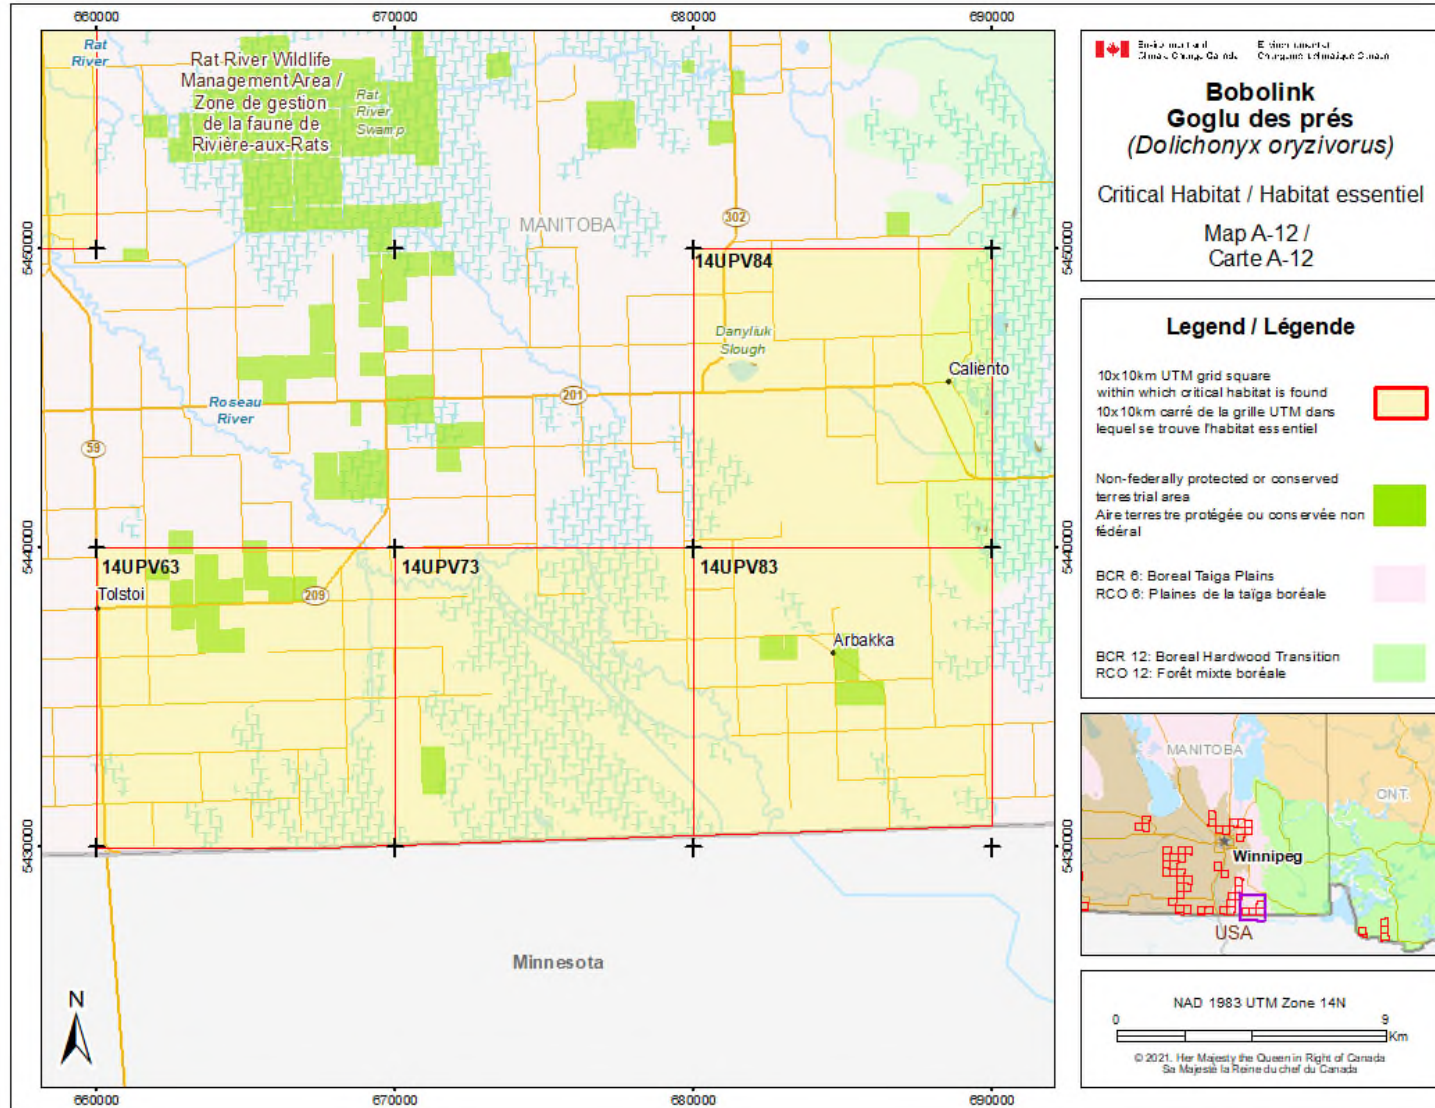 660000
670000
680000
690000
Rat
River
Rat River Wildlife
Management Area /
Zone de gestion
de la faune de
Rivière-aux-Rats
Rat
River
Swamp
MANITOBA
302
5450000
5450000
14UPV84
Danyliuk
Slough
Caliento
201
Roseau
River
59
5440000
5440000
14UPV63
14UPV73
14UPV83
Tolstoi
209
Arbakka
5430000
5430000
Minnesota
N
660000
670000
680000
690000
Bobolink
Goglu des prés
(Dolichonyx oryzivorus)
Critical Habitat / Habitat essentiel
Map A-12 /
Carte A-12
Legend / Légende
10x10km UTM grid square
within which critical habitat is found
10x10km carré de la grille UTM dans
lequel se trouve l'habitat essentiel
Non-federally protected or conserved
terrestrial area
Aire terrestre protégée ou conservée non
fédéral
BCR 6: Boreal Taiga Plains
RCO 6: Plaines de la taïga boréale
BCR 12: Boreal Hardwood Transition
RCO 12: Forêt mixte boréale
MANITOBA
ONT.
Winnipeg
USA
NAD 1983 UTM Zone 14N
0 9
Km
© 2021. Her Majesty the Queen in Right of Canada
Sa Majesté la Reine du chef du Canada